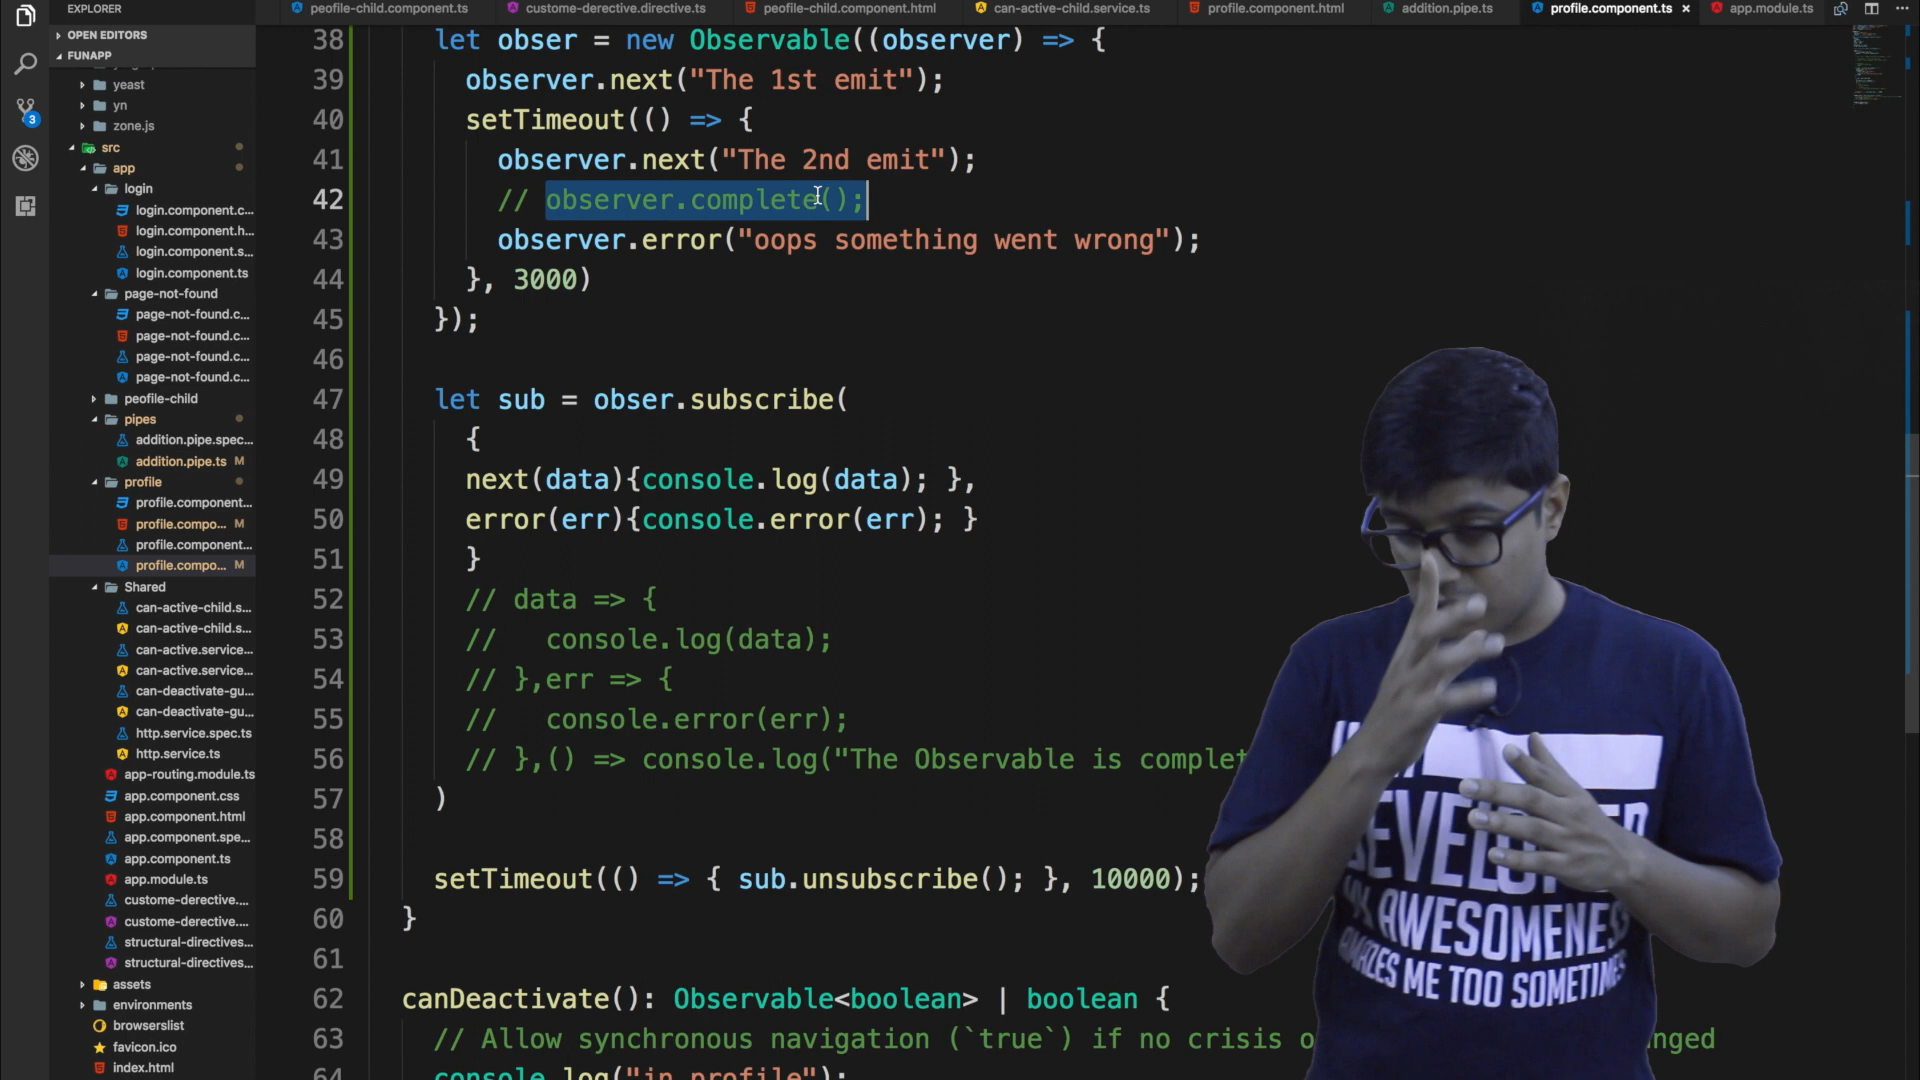 EXPLORER
peofile-child.component.ts
custome-derective.directive.ts
peofile-child.component.html
can-active-child.service.ts
profile.component.html
addition.pipe.ts
profile.component.ts
app.module.ts
3
OPEN EDITORS
FUNAPP
yeast
yn
zone.js
src
app
login
login.component.c...
login.component.h...
login.component.s...
login.component.ts
page-not-found
page-not-found.c...
page-not-found.c...
page-not-found.c...
page-not-found.c...
peofile-child
pipes
addition.pipe.spec...
addition.pipe.ts M
profile
profile.component...
profile.compo... M
profile.component...
profile.compo... M
Shared
can-active-child.s...
can-active-child.s...
can-active.service...
can-active.service...
can-deactivate-gu...
can-deactivate-gu...
http.service.spec.ts
http.service.ts
app-routing.module.ts
app.component.css
app.component.html
app.component.spe...
app.component.ts
app.module.ts
custome-derective....
custome-derective....
structural-directives...
structural-directives...
assets
environments
browserslist
favicon.ico
index.html
38 let obser = new Observable((observer) => {
39 observer.next("The 1st emit");
40 setTimeout(() => {
41 observer.next("The 2nd emit");
42 // observer.complete();
43 observer.error("oops something went wrong");
44 }, 3000)
45 });
46
47 let sub = obser.subscribe(
48 {
49 next(data){console.log(data); },
50 error(err){console.error(err); }
51 }
52 // data => {
53 // console.log(data);
54 // },err => {
55 // console.error(err);
56 // },() => console.log("The Observable is complet
57 )
58
59 setTimeout(() => { sub.unsubscribe(); }, 10000);
60 }
61
62 canDeactivate(): Observable<boolean> | boolean {
63 // Allow synchronous navigation (`true`) if no crisis o nged
64 console.log("in profile");
AWESOMENESS
AMAZES ME TOO SOMETIMES